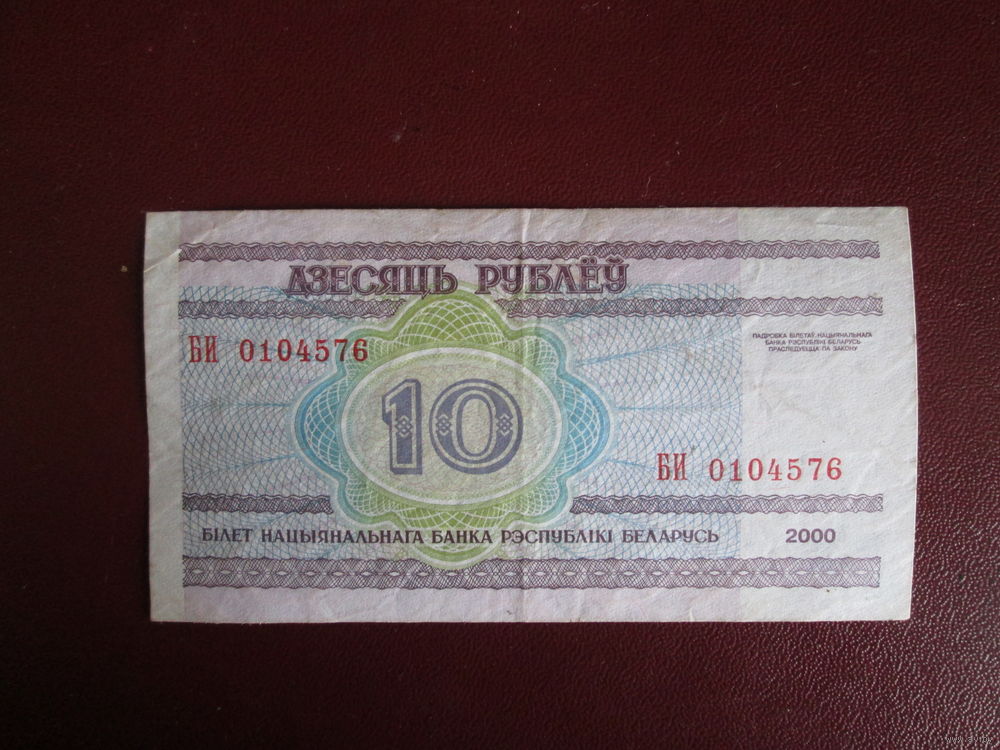 ДЗЕСЯЦЬ РУБЛЁЎ
БИ 0104576
ПАДРОБКА БІЛЕТАЎ НАЦЫЯНАЛЬНАГА
БАНКА РЭСПУБЛІКІ БЕЛАРУСЬ
ПРАСЛЕДУЕЦЦА ПА ЗАКОНУ
10
БИ 0104576
БІЛЕТ НАЦЫЯНАЛЬНАГА БАНКА РЭСПУБЛІКІ БЕЛАРУСЬ 2000